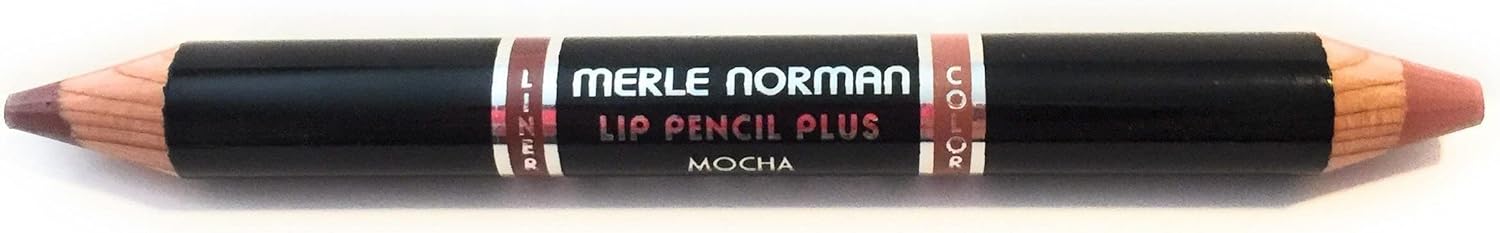 LINER
MERLE NORMAN
LIP PENCIL PLUS
MOCHA
COLOR